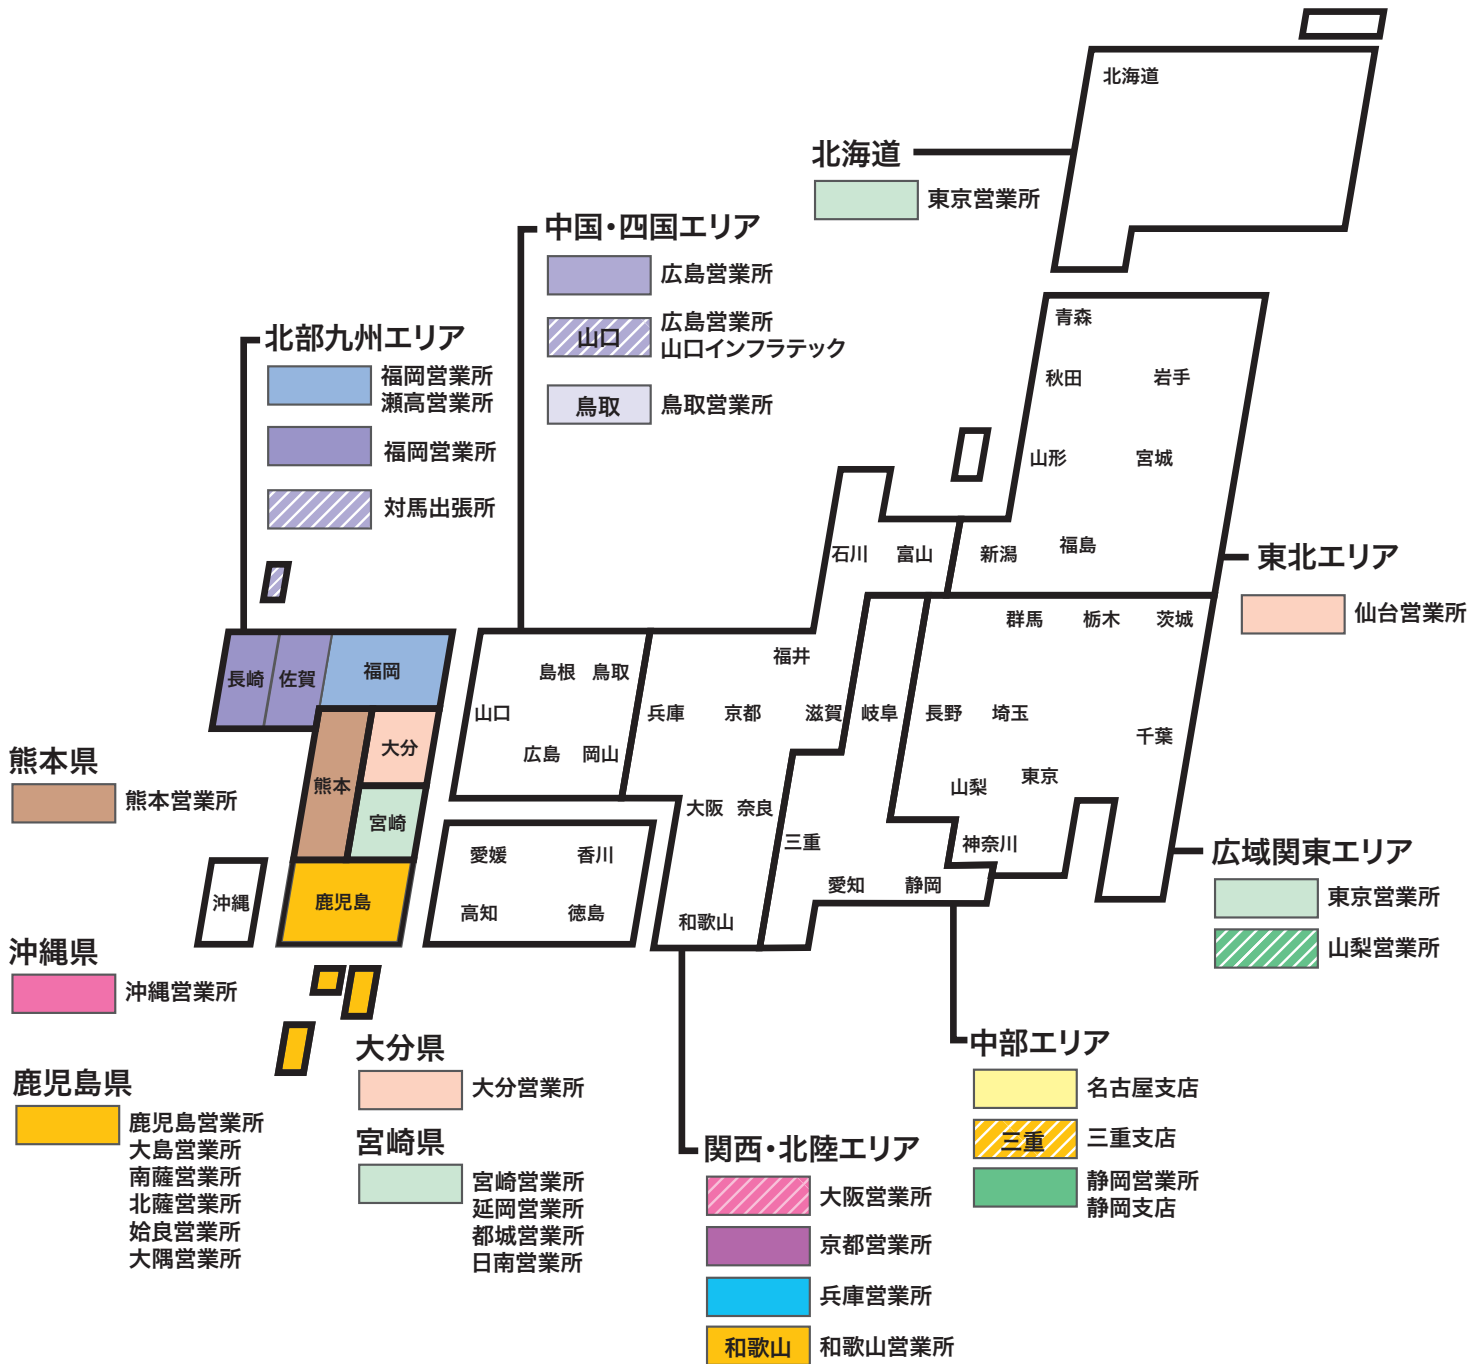 北海道
北海道
東京営業所
中国・四国エリア
広島営業所
山口
広島営業所
山口インフラテック
鳥取
鳥取営業所
北部九州エリア
福岡営業所
瀬高営業所
福岡営業所
対馬出張所
青森
秋田
岩手
山形
宮城
石川
富山
新潟
福島
東北エリア
仙台営業所
群馬
栃木
茨城
福井
島根
鳥取
長崎
佐賀
福岡
山口
兵庫
京都
滋賀
岐阜
長野
埼玉
千葉
広島
岡山
大分
熊本
山梨
東京
熊本県
熊本営業所
宮崎
大阪
奈良
三重
神奈川
広域関東エリア
東京営業所
山梨営業所
愛媛
香川
愛知
静岡
沖縄
鹿児島
高知
徳島
和歌山
沖縄県
沖縄営業所
鹿児島県
鹿児島営業所
大島営業所
南薩営業所
北薩営業所
姶良営業所
大隅営業所
大分県
大分営業所
宮崎県
宮崎営業所
延岡営業所
都城営業所
日南営業所
関西・北陸エリア
大阪営業所
京都営業所
兵庫営業所
和歌山
和歌山営業所
中部エリア
名古屋支店
三重
三重支店
静岡営業所
静岡支店